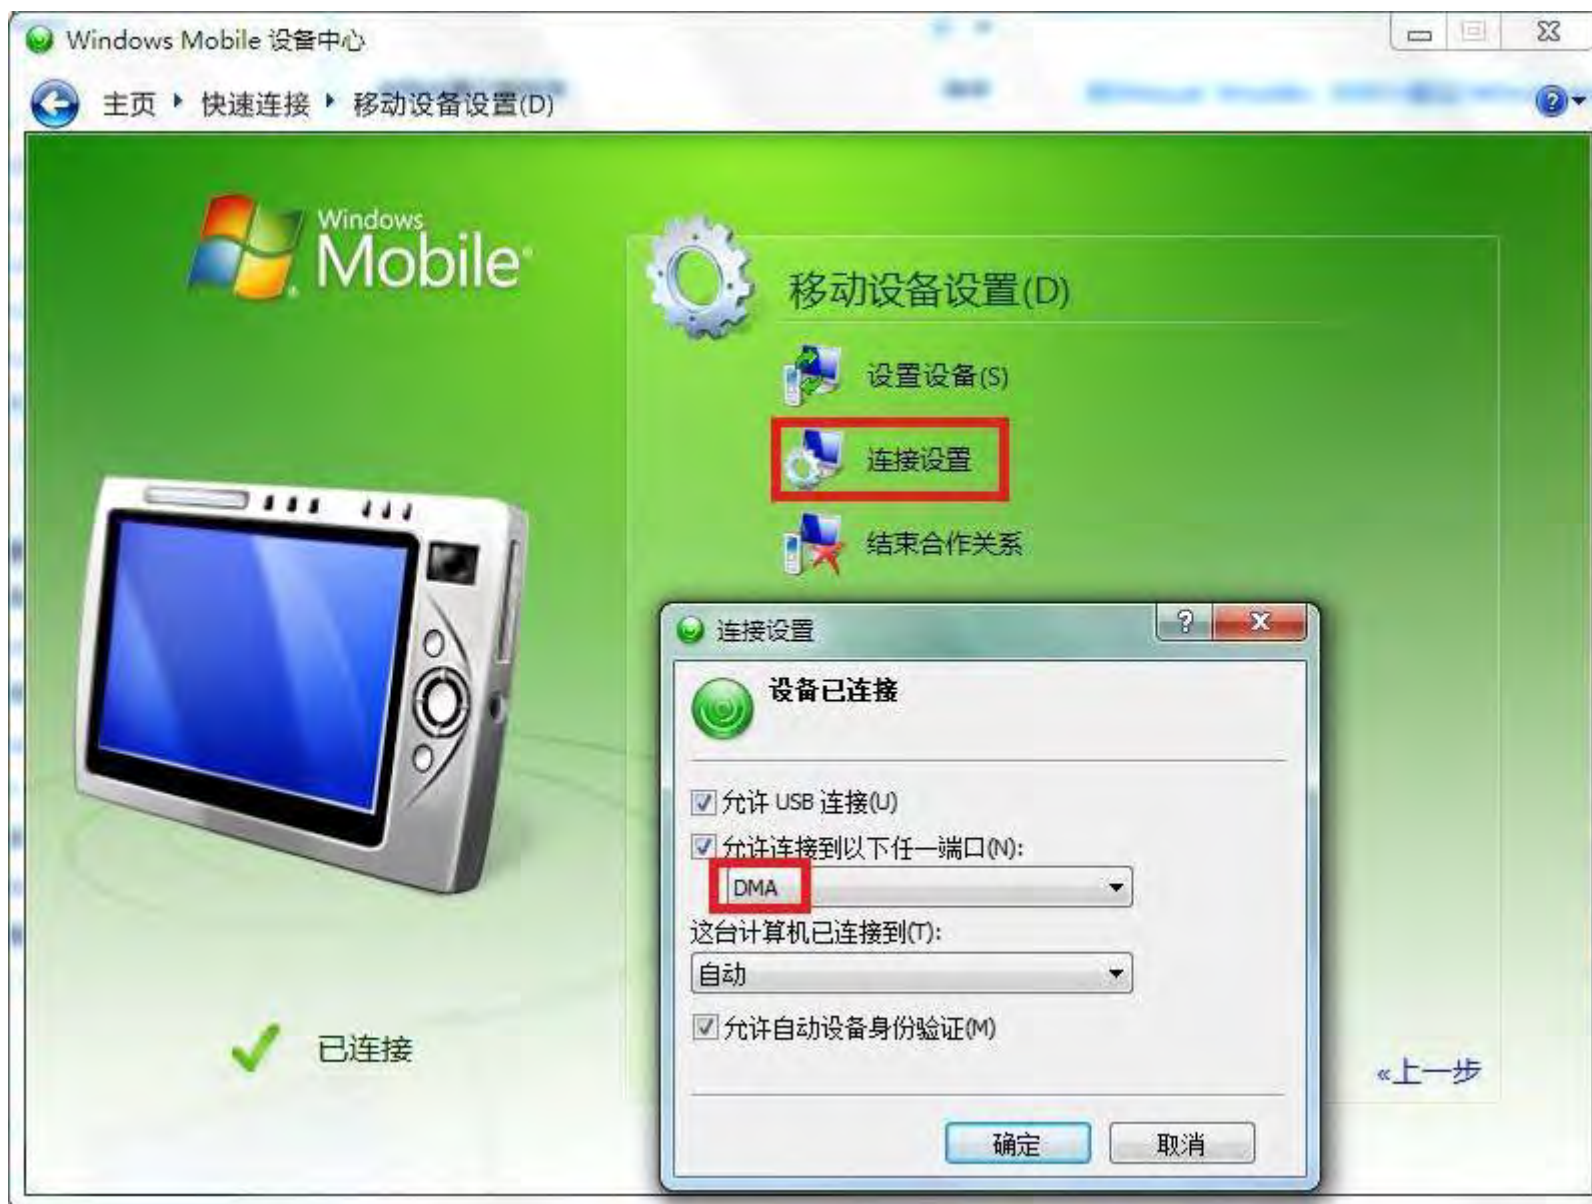 Windows Mobile 设备中心
主页 ▸ 快速连接 ▸ 移动设备设置(D)
Windows
Mobile
移动设备设置(D)
设置设备(S)
连接设置
结束合作关系
连接设置
设备已连接
允许 USB 连接(U)
允许连接到以下任一端口(N):
DMA
这台计算机已连接到(T):
自动
允许自动设备身份验证(M)
已连接
«上一步
确定
取消